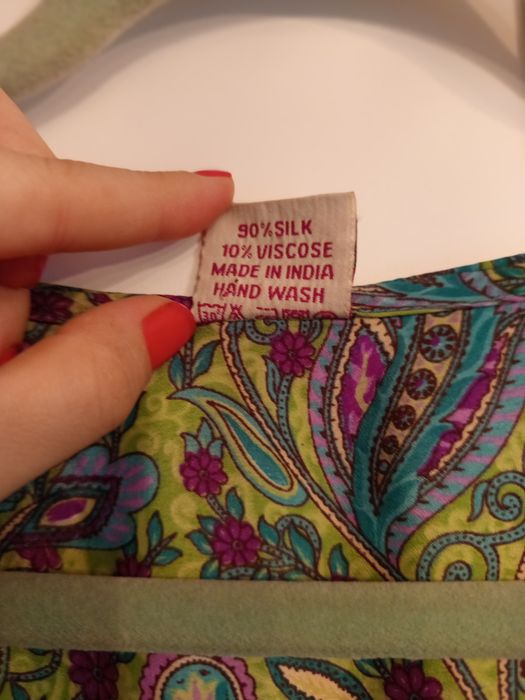 90% SILK
10% VISCOSE
MADE IN INDIA
HAND WASH